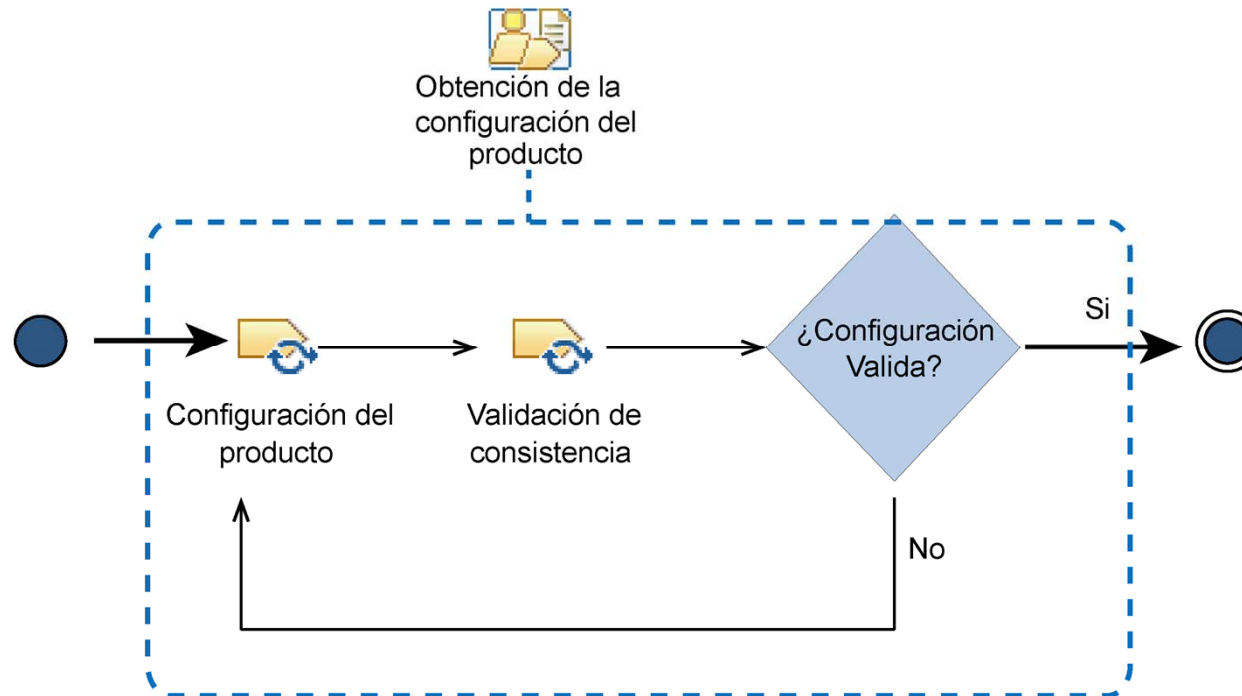 Obtención de la
configuración del
producto
Configuración del
producto
Validación de
consistencia
¿Configuración
Valida?
Si
No